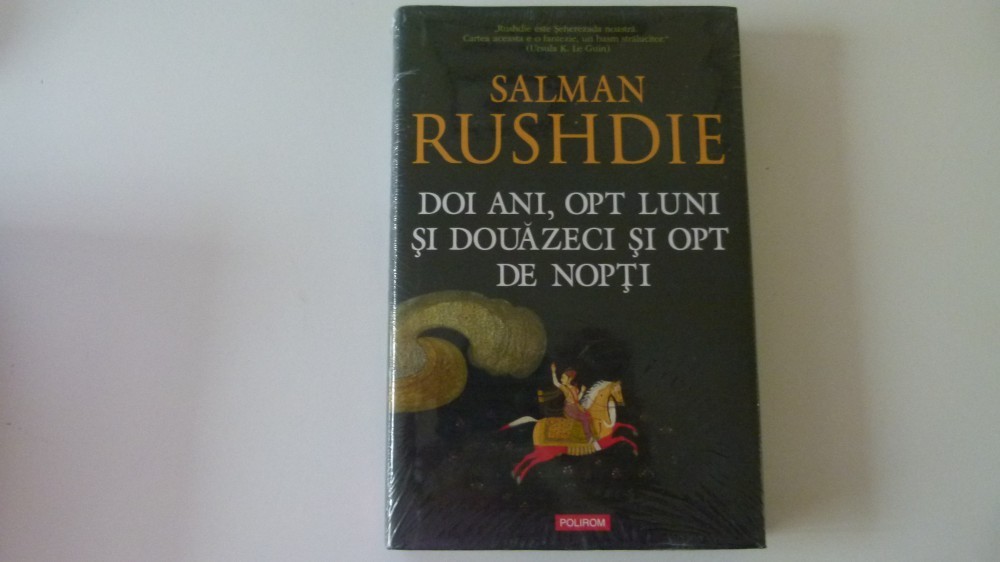 „Rushdie este Șeherezada noastră.
Cartea aceasta e o fantezie, un basm strălucitor.”
(Ursula K. Le Guin)
SALMAN
RUSHDIE
DOI ANI, OPT LUNI
ŞI DOUĂZECI ŞI OPT
DE NOPŢI
POLIROM